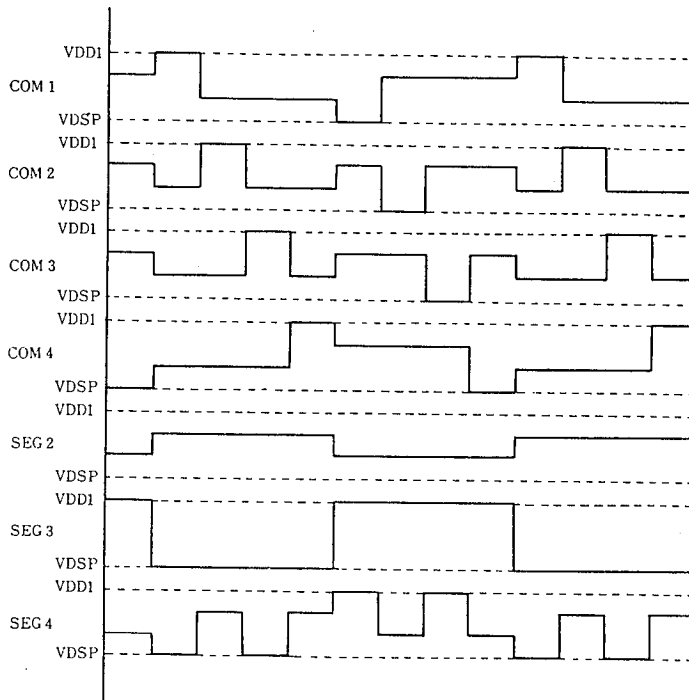 VDD1
COM 1
VDSP
VDD1
COM 2
VDSP
VDD1
COM 3
VDSP
VDD1
COM 4
VDSP
VDD1
SEG 2
VDSP
VDD1
SEG 3
VDSP
VDD1
SEG 4
VDSP